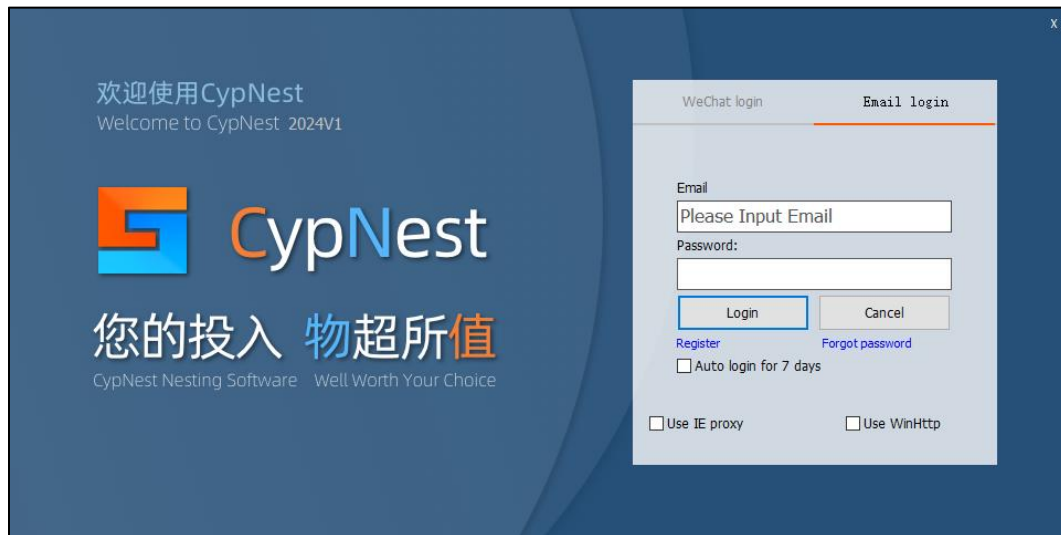 X
欢迎使用CypNest
Welcome to CypNest 2024V1
CypNest
您的投入 物超所值
CypNest Nesting Software Well Worth Your Choice
WeChat login Email login
Email
Please Input Email
Password:
Login Cancel
Register Forgot password
Auto login for 7 days
Use IE proxy Use WinHttp